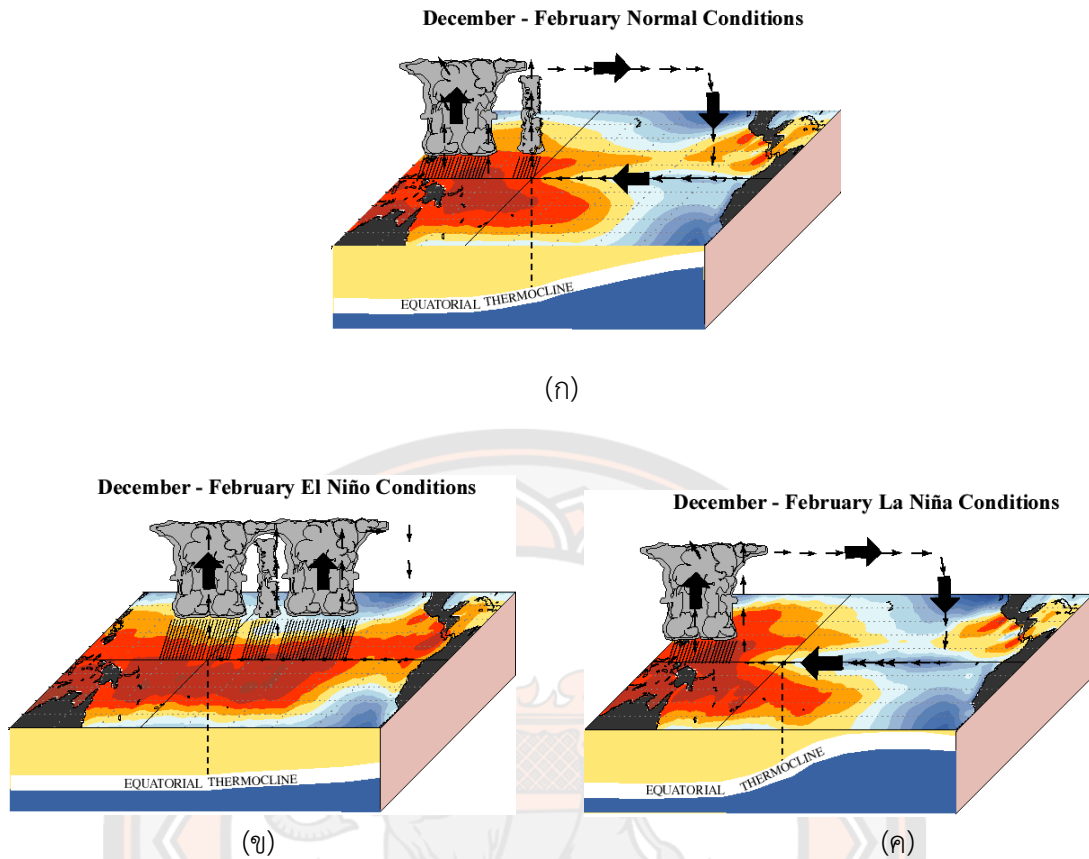 December - February Normal Conditions
EQUATORIAL THERMOCLINE
(ก)
December - February El Niño Conditions
EQUATORIAL THERMOCLINE
(ข)
December - February La Niña Conditions
EQUATORIAL THERMOCLINE
(ค)